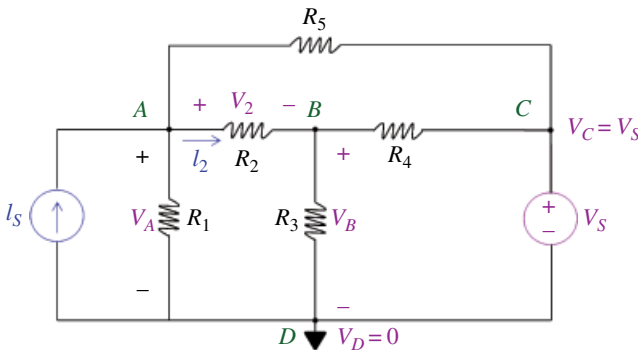 R5
A + V2 − B C
VC = VS
I2 R2 + R4
+
IS VA R1 R3 VB + − VS
− −
D VD = 0